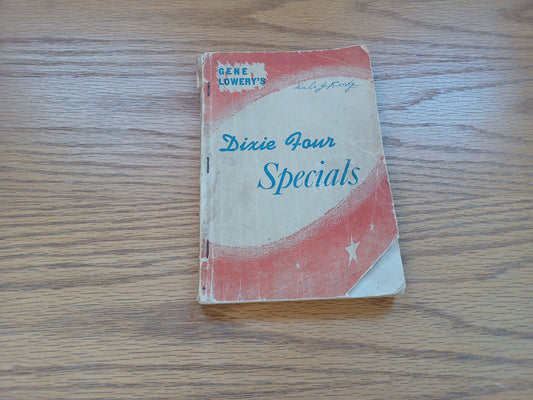 GENE
LOWERY'S
Dixie Four
Specials